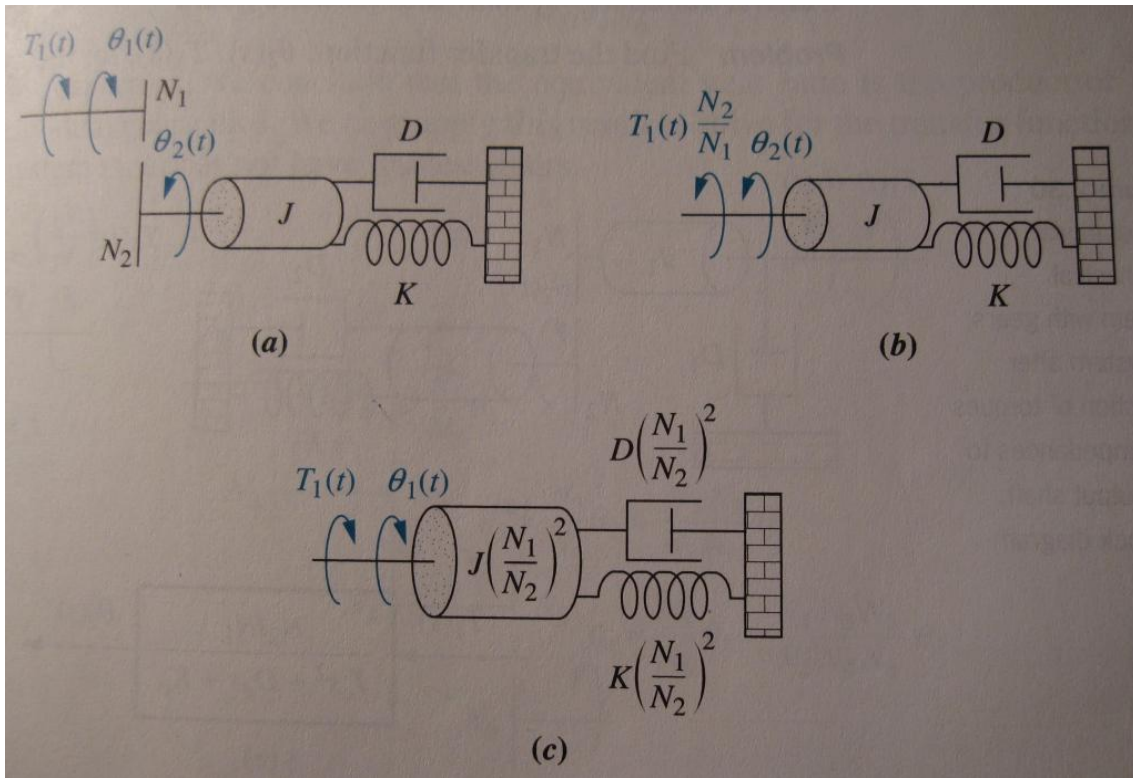 Problem
T₁(t) θ₁(t)
N₁
θ₂(t)
D
J
N₂
K
(a)
T₁(t) N₂/N₁ θ₂(t)
D
J
K
(b)
D(N₁/N₂)²
T₁(t) θ₁(t)
J(N₁/N₂)²
K(N₁/N₂)²
(c)